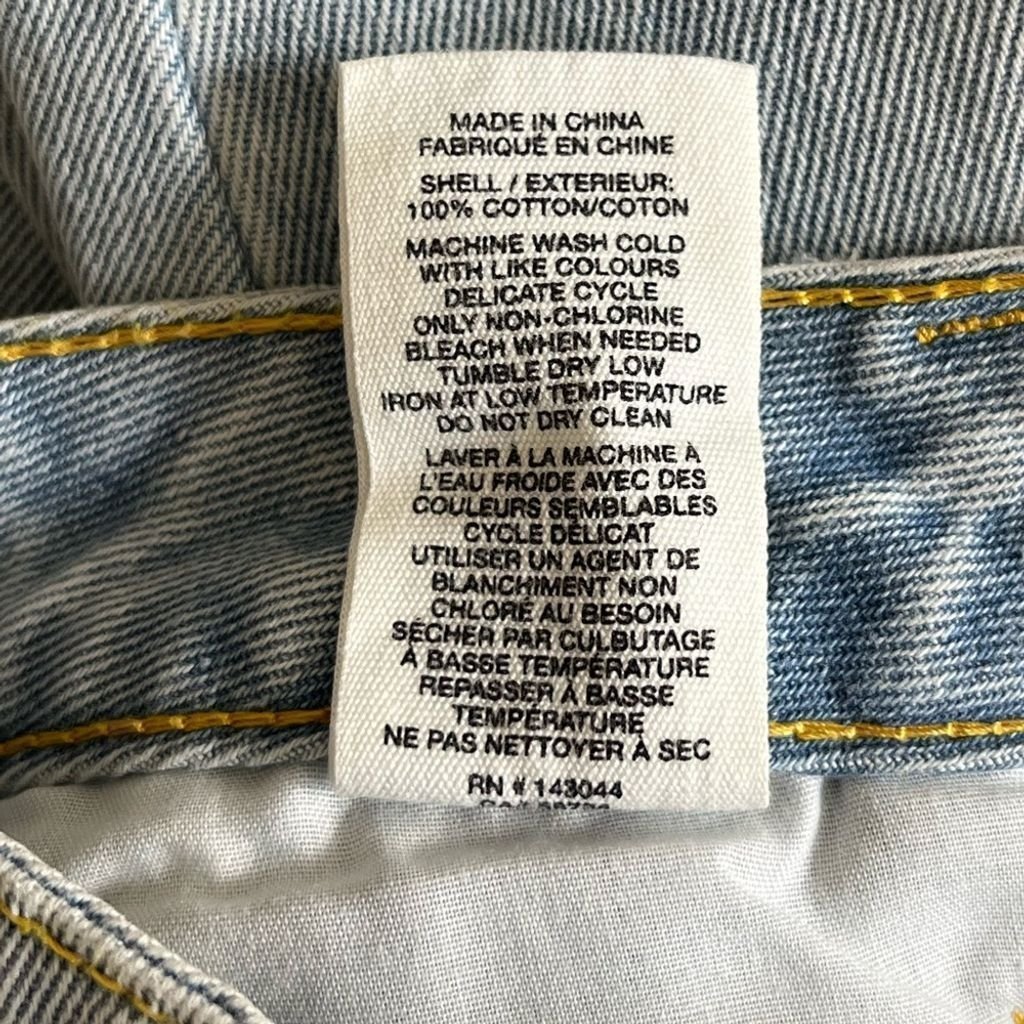 MADE IN CHINA
FABRIQUÉ EN CHINE
SHELL / EXTERIEUR:
100% COTTON/COTON
MACHINE WASH COLD
WITH LIKE COLOURS
DELICATE CYCLE
ONLY NON-CHLORINE
BLEACH WHEN NEEDED
TUMBLE DRY LOW
IRON AT LOW TEMPERATURE
DO NOT DRY CLEAN
LAVER À LA MACHINE À
L'EAU FROIDE AVEC DES
COULEURS SEMBLABLES
CYCLE DÉLICAT
UTILISER UN AGENT DE
BLANCHIMENT NON
CHLORÉ AU BESOIN
SÉCHER PAR CULBUTAGE
À BASSE TEMPÉRATURE
REPASSER À BASSE
TEMPÉRATURE
NE PAS NETTOYER À SEC
RN # 143044